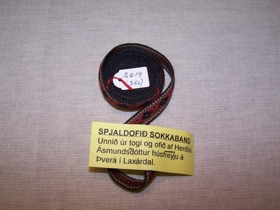 2019
SPJALDOFIÐ SOKKABAND
Unnið úr togi og ofið af Herdísi
Ásmundsdóttur húsfreyju á
Þverá í Laxárdal.